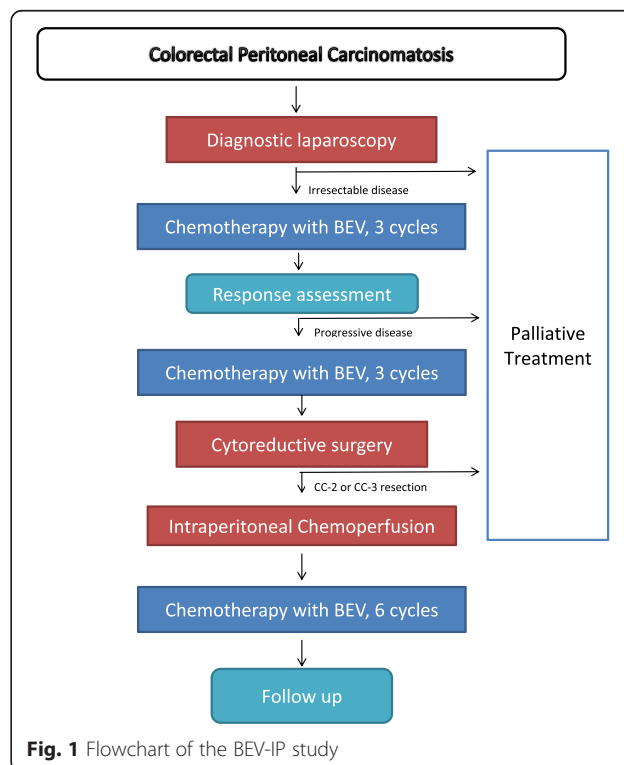 Colorectal Peritoneal Carcinomatosis
Diagnostic laparoscopy
Irresectable disease
Chemotherapy with BEV, 3 cycles
Response assessment
Progressive disease
Palliative
Treatment
Chemotherapy with BEV, 3 cycles
Cytoreductive surgery
CC-2 or CC-3 resection
Intraperitoneal Chemoperfusion
Chemotherapy with BEV, 6 cycles
Follow up
Fig. 1 Flowchart of the BEV-IP study